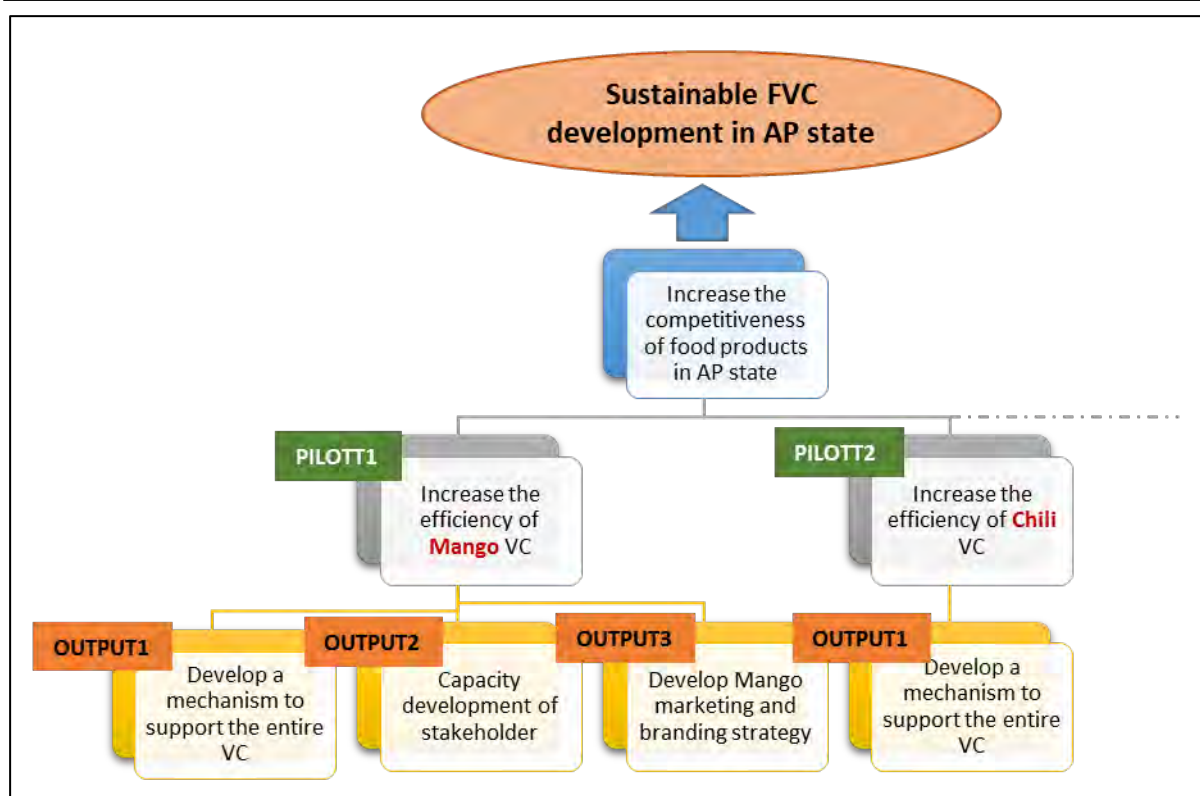 Sustainable FVC
development in AP state
Increase the
competitiveness
of food products
in AP state
PILOTT1
Increase the
efficiency of
Mango VC
PILOTT2
Increase the
efficiency of Chili
VC
OUTPUT1
Develop a
mechanism to
support the entire
VC
OUTPUT2
Capacity
development of
stakeholder
OUTPUT3
Develop Mango
marketing and
branding strategy
OUTPUT1
Develop a
mechanism to
support the entire
VC